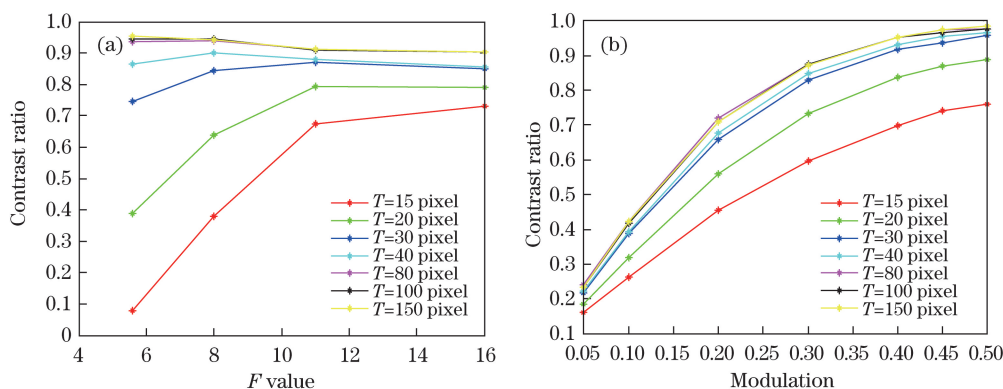 (a)
Contrast ratio
1.0
0.9
0.8
0.7
0.6
0.5
0.4
0.3
0.2
0.1
0
T=15 pixel
T=20 pixel
T=30 pixel
T=40 pixel
T=80 pixel
T=100 pixel
T=150 pixel
4 6 8 10 12 14 16
F value
(b)
Contrast ratio
1.0
0.9
0.8
0.7
0.6
0.5
0.4
0.3
0.2
0.1
T=15 pixel
T=20 pixel
T=30 pixel
T=40 pixel
T=80 pixel
T=100 pixel
T=150 pixel
0.05 0.10 0.15 0.20 0.25 0.30 0.35 0.40 0.45 0.50
Modulation